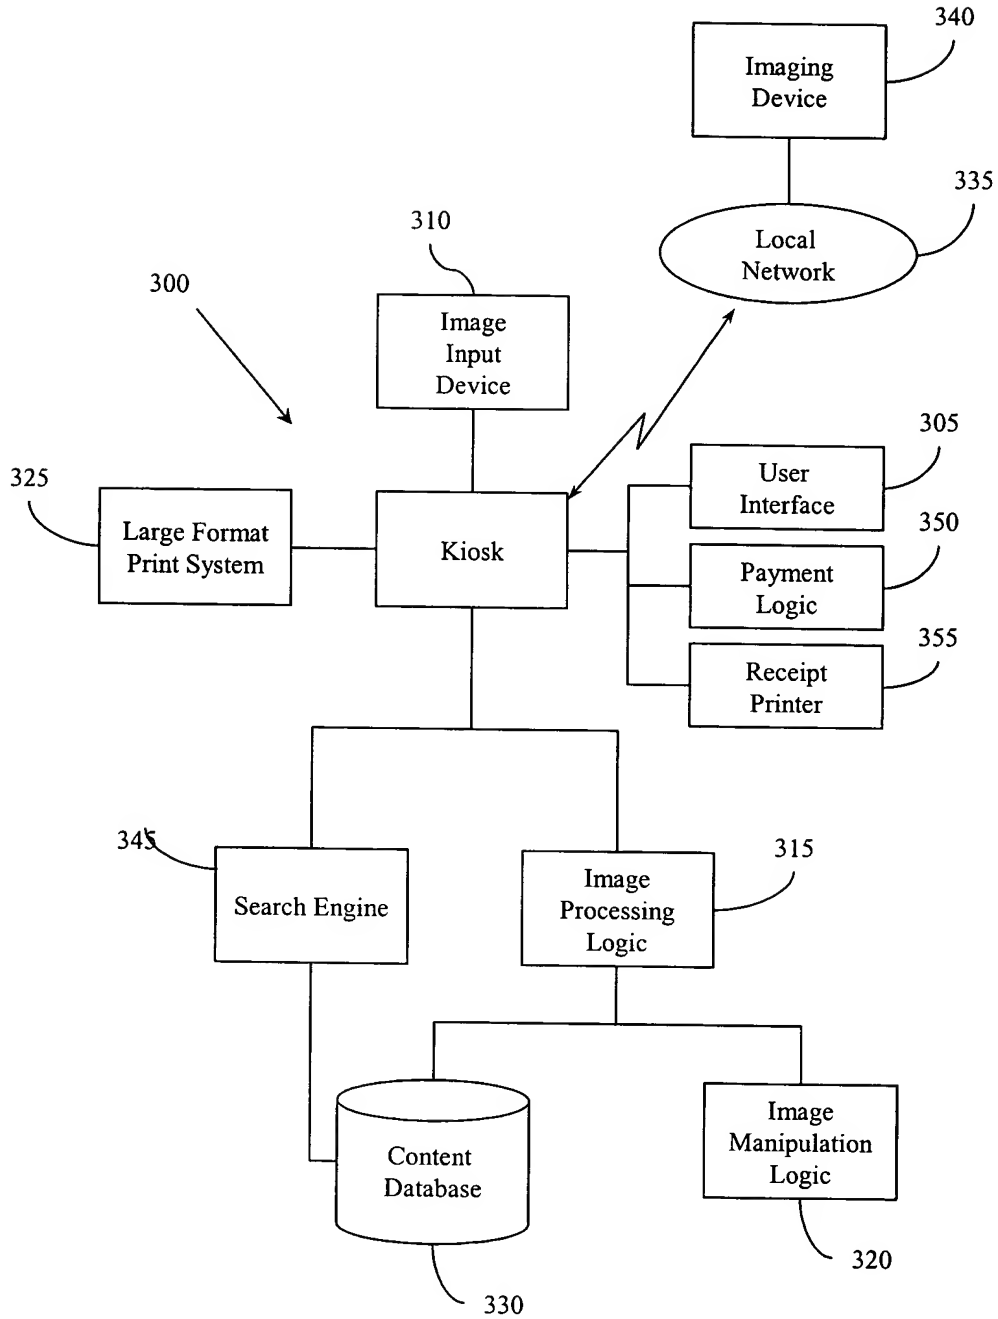 340
Imaging
Device
335
Local
Network
310
300
Image
Input
Device
305
User
Interface
325
Large Format
Print System
Kiosk
350
Payment
Logic
355
Receipt
Printer
345
Search Engine
315
Image
Processing
Logic
Content
Database
Image
Manipulation
Logic
320
330